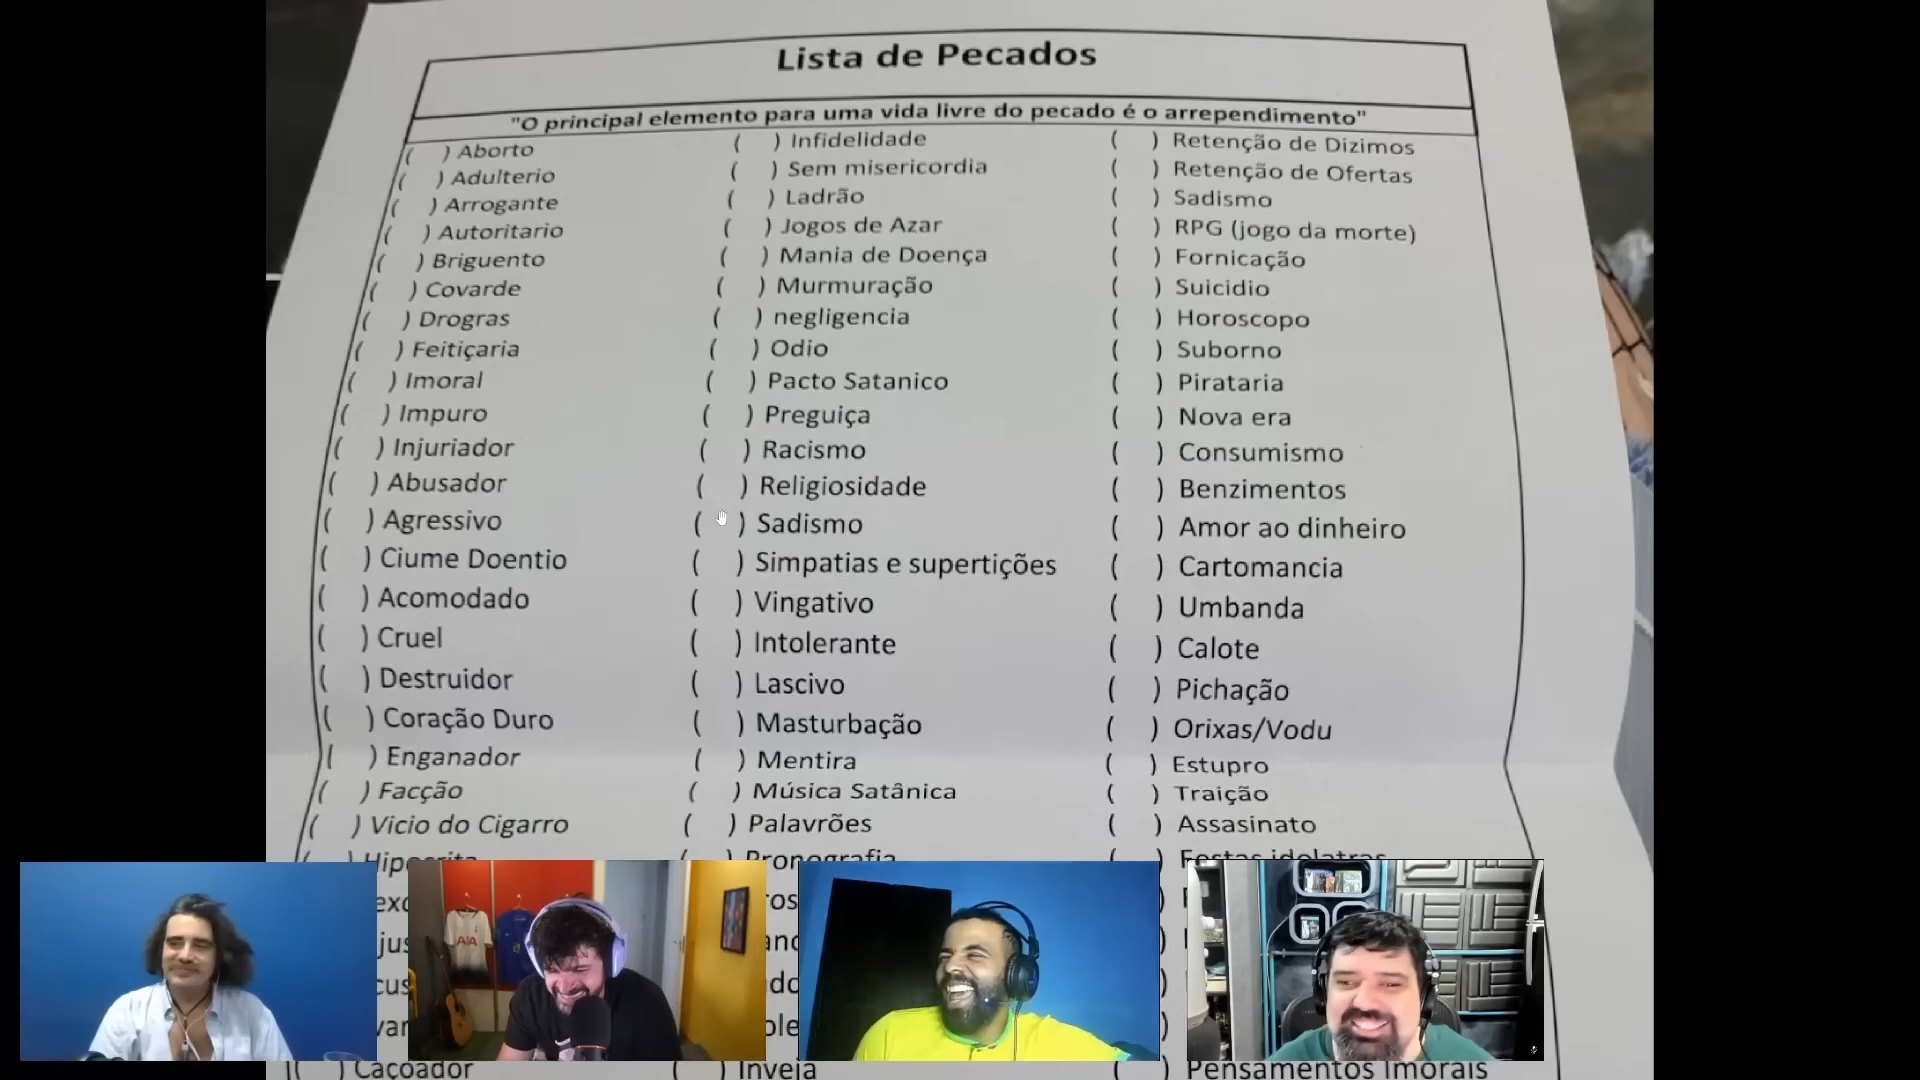 Lista de Pecados
"O principal elemento para uma vida livre do pecado é o arrependimento"
( ) Aborto
( ) Adulterio
( ) Arrogante
( ) Autoritario
( ) Briguento
( ) Covarde
( ) Drogras
( ) Feitiçaria
( ) Imoral
( ) Impuro
( ) Injuriador
( ) Abusador
( ) Agressivo
( ) Ciume Doentio
( ) Acomodado
( ) Cruel
( ) Destruidor
( ) Coração Duro
( ) Enganador
( ) Facção
( ) Vicio do Cigarro
( ) Hipocrita
( ) Caçoador
( ) Infidelidade
( ) Sem misericordia
( ) Ladrão
( ) Jogos de Azar
( ) Mania de Doença
( ) Murmuração
( ) negligencia
( ) Odio
( ) Pacto Satanico
( ) Preguiça
( ) Racismo
( ) Religiosidade
( ) Sadismo
( ) Simpatias e supertições
( ) Vingativo
( ) Intolerante
( ) Lascivo
( ) Masturbação
( ) Mentira
( ) Música Satânica
( ) Palavrões
( ) Pronografia
( ) Inveja
( ) Retenção de Dizimos
( ) Retenção de Ofertas
( ) Sadismo
( ) RPG (jogo da morte)
( ) Fornicação
( ) Suicidio
( ) Horoscopo
( ) Suborno
( ) Pirataria
( ) Nova era
( ) Consumismo
( ) Benzimentos
( ) Amor ao dinheiro
( ) Cartomancia
( ) Umbanda
( ) Calote
( ) Pichação
( ) Orixas/Vodu
( ) Estupro
( ) Traição
( ) Assasinato
( ) Festas idolatras
( ) Pensamentos Imorais
AIA